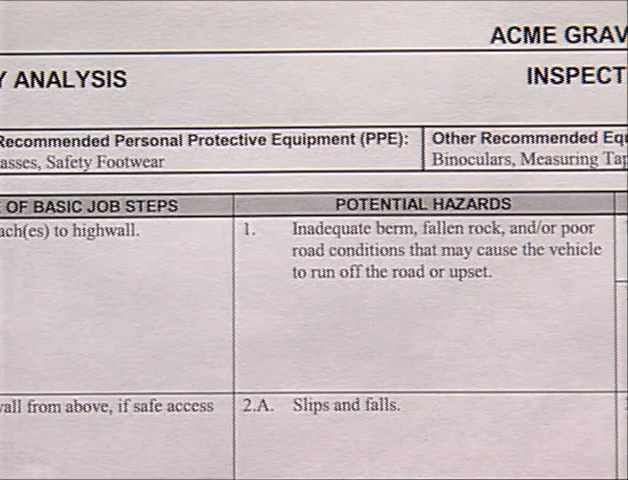 ACME GRAV
Y ANALYSIS
INSPECT
Recommended Personal Protective Equipment (PPE):
asses, Safety Footwear
Other Recommended Equ
Binoculars, Measuring Tap
E OF BASIC JOB STEPS
POTENTIAL HAZARDS
ach(es) to highwall.
1. Inadequate berm, fallen rock, and/or poor
road conditions that may cause the vehicle
to run off the road or upset.
wall from above, if safe access
2.A. Slips and falls.